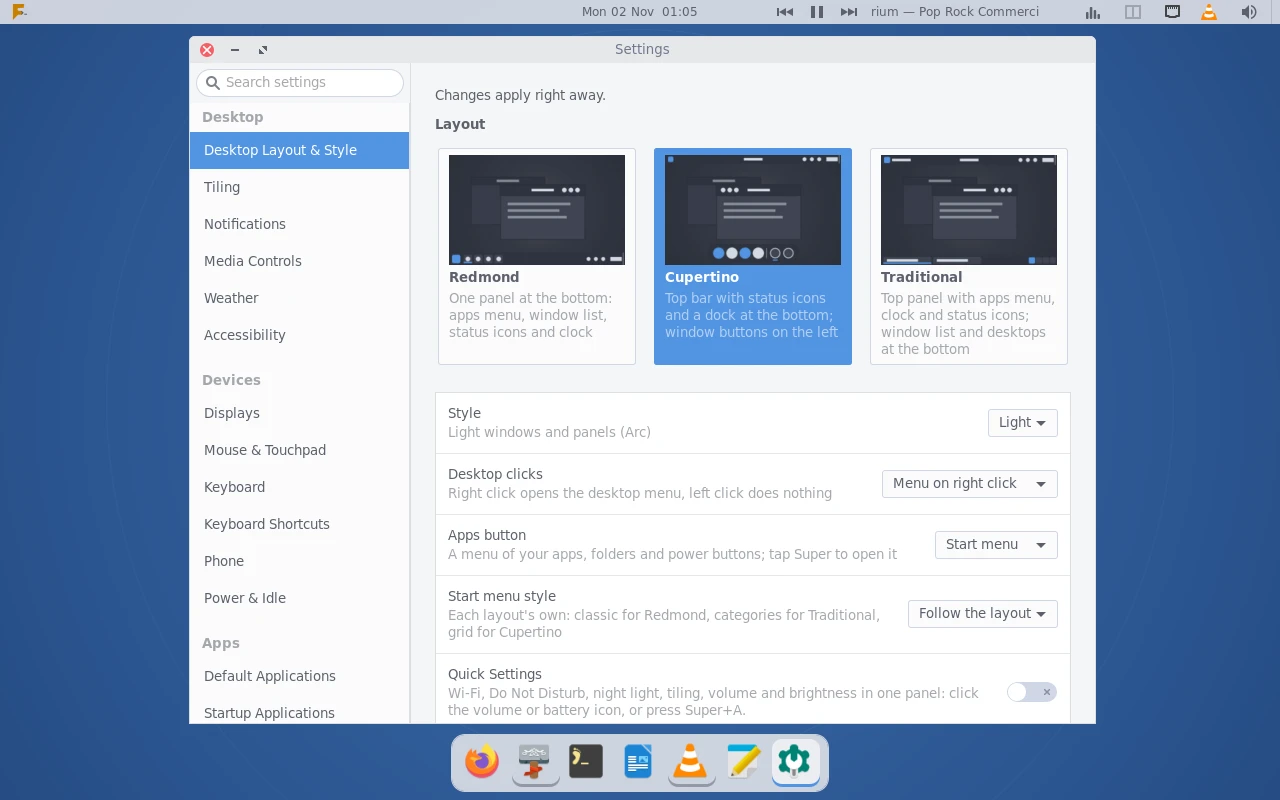 Mon 02 Nov 01:05
rium — Pop Rock Commerci
Settings
Search settings
Desktop
Desktop Layout & Style
Tiling
Notifications
Media Controls
Weather
Accessibility
Devices
Displays
Mouse & Touchpad
Keyboard
Keyboard Shortcuts
Phone
Power & Idle
Apps
Default Applications
Startup Applications
Changes apply right away.
Layout
Redmond
One panel at the bottom:
apps menu, window list,
status icons and clock
Cupertino
Top bar with status icons
and a dock at the bottom;
window buttons on the left
Traditional
Top panel with apps menu,
clock and status icons;
window list and desktops
at the bottom
Style
Light windows and panels (Arc)
Light
Desktop clicks
Right click opens the desktop menu, left click does nothing
Menu on right click
Apps button
A menu of your apps, folders and power buttons; tap Super to open it
Start menu
Start menu style
Each layout's own: classic for Redmond, categories for Traditional,
grid for Cupertino
Follow the layout
Quick Settings
Wi-Fi, Do Not Disturb, night light, tiling, volume and brightness in one panel: click
the volume or battery icon, or press Super+A.